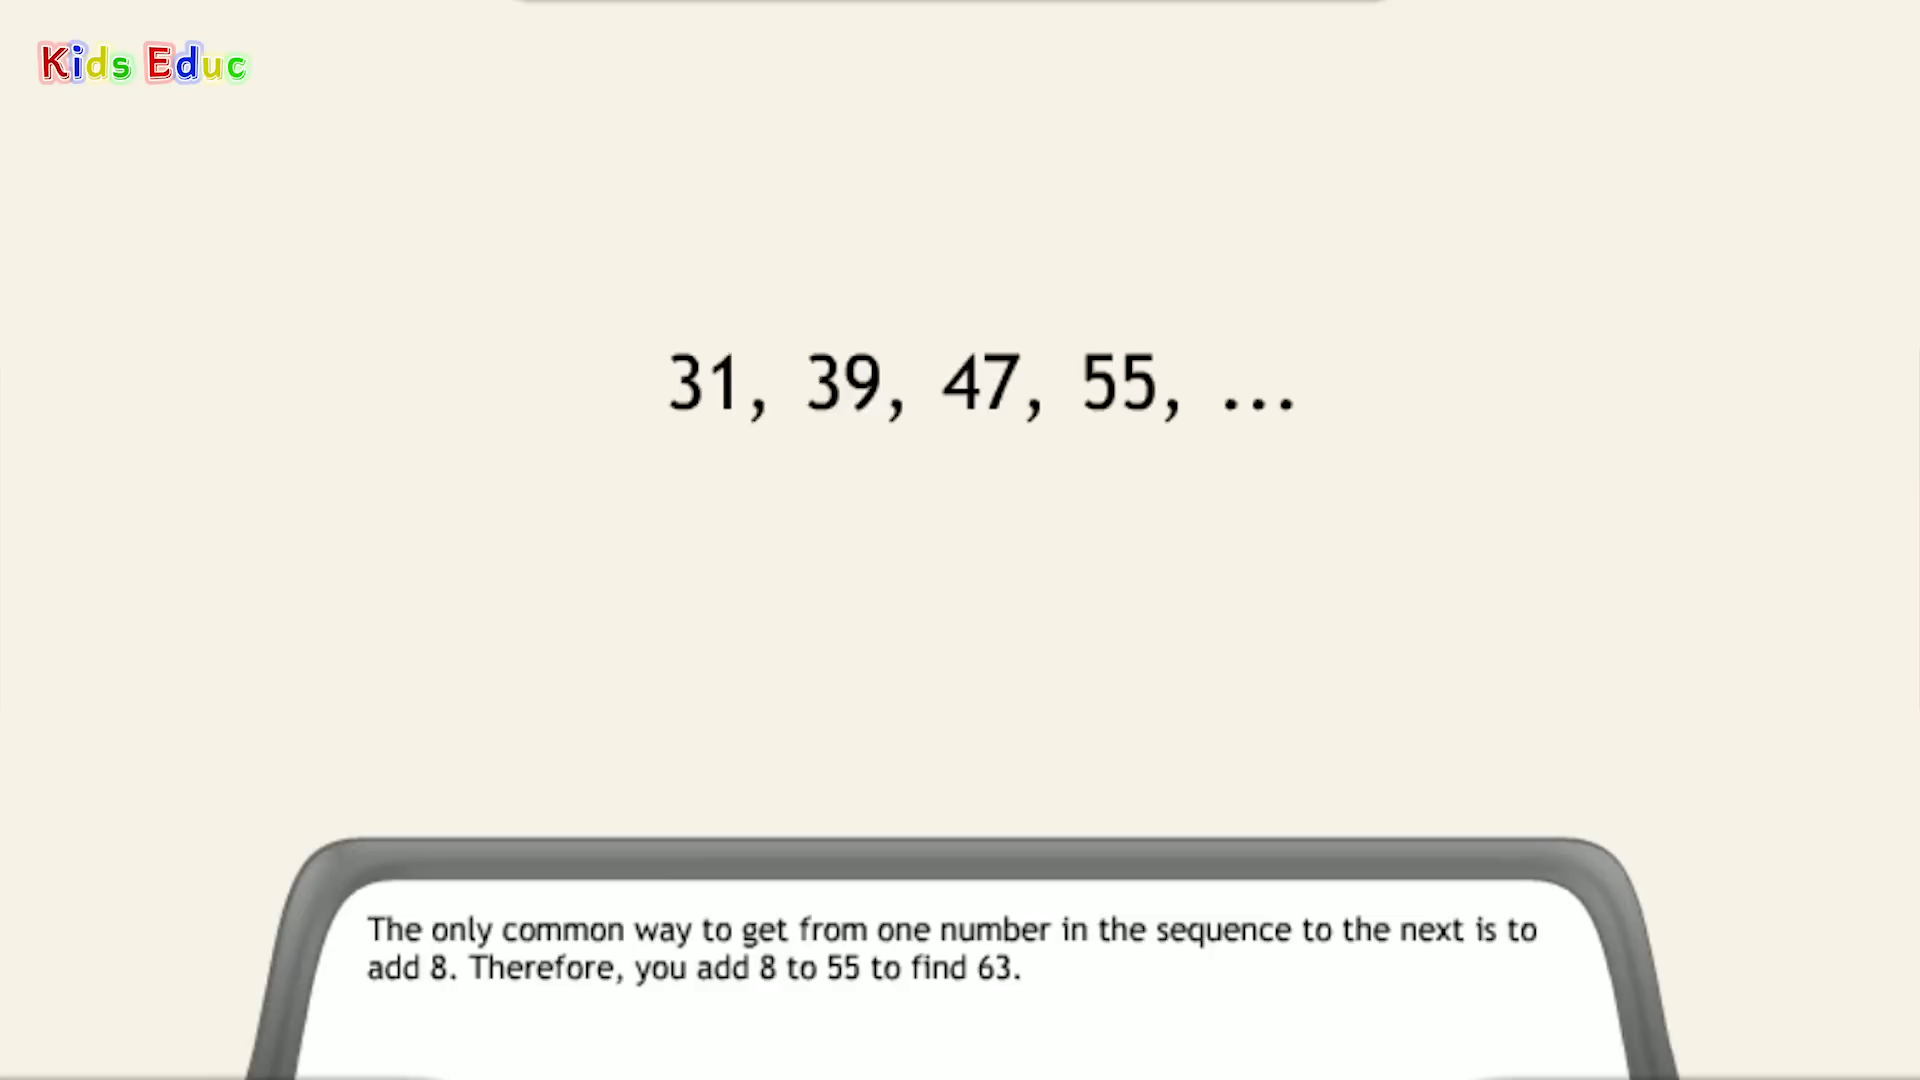 Kids Educ
31, 39, 47, 55, ...
The only common way to get from one number in the sequence to the next is to
add 8. Therefore, you add 8 to 55 to find 63.